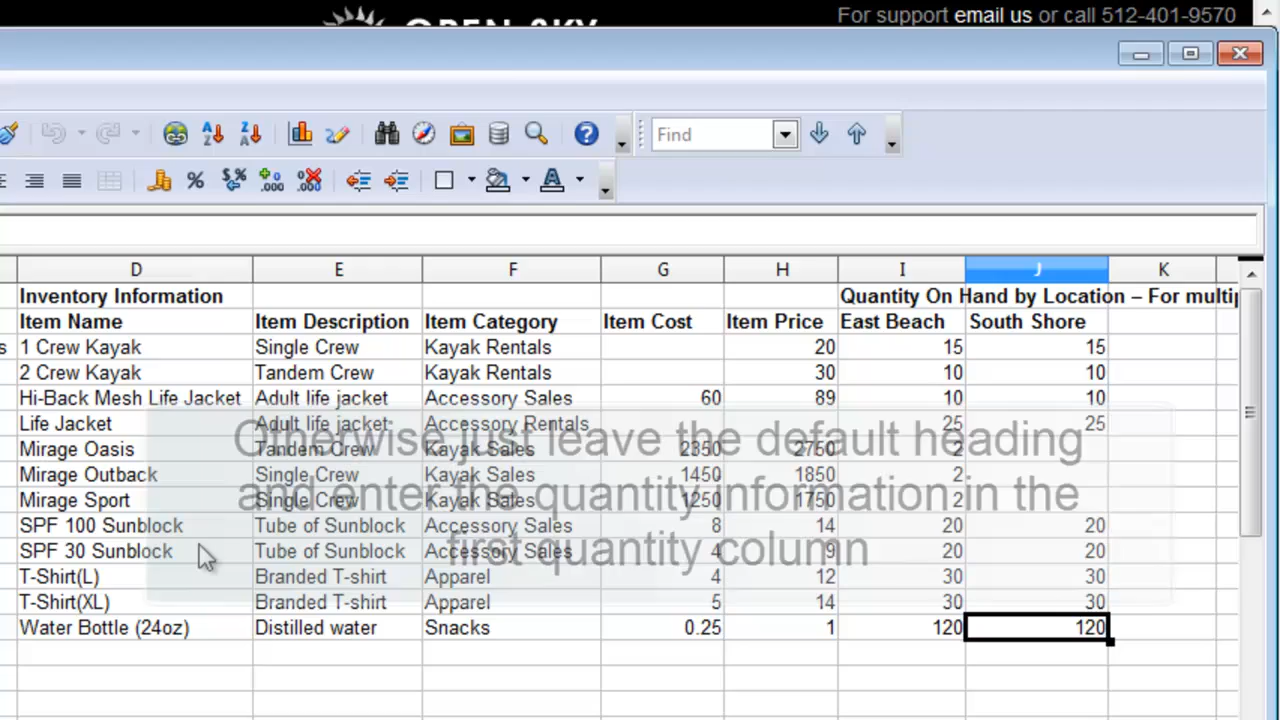 For support email us or call 512-401-9570
OPEN SKY
Find
D E F G H I J K
Inventory Information Quantity On Hand by Location – For multip
Item Name Item Description Item Category Item Cost Item Price East Beach South Shore
s 1 Crew Kayak Single Crew Kayak Rentals 20 15 15
2 Crew Kayak Tandem Crew Kayak Rentals 30 10 10
Hi-Back Mesh Life Jacket Adult life jacket Accessory Sales 60 89 10 10
Life Jacket Adult life jacket Accessory Rentals 25 25
Mirage Oasis Tandem Crew Kayak Sales 2350 2750 2
Mirage Outback Single Crew Kayak Sales 1450 1850 2
Mirage Sport Single Crew Kayak Sales 1250 1750 2
SPF 100 Sunblock Tube of Sunblock Accessory Sales 8 14 20 20
SPF 30 Sunblock Tube of Sunblock Accessory Sales 4 9 20 20
T-Shirt(L) Branded T-shirt Apparel 4 12 30 30
T-Shirt(XL) Branded T-shirt Apparel 5 14 30 30
Water Bottle (24oz) Distilled water Snacks 0.25 1 120 120
Otherwise just leave the default heading
and enter the quantity information in the
first quantity column